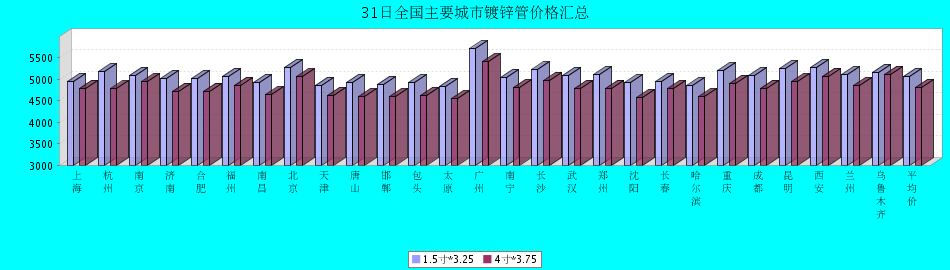 31日全国主要城市镀锌管价格汇总
5500
5000
4500
4000
3500
3000
上海 杭州 南京 济南 合肥 福州 南昌 北京 天津 唐山 邯郸 包头 太原 广州 南宁 长沙 武汉 郑州 沈阳 长春 哈尔滨 重庆 成都 昆明 西安 兰州 乌鲁木齐 平均价
1.5寸*3.25 4寸*3.75